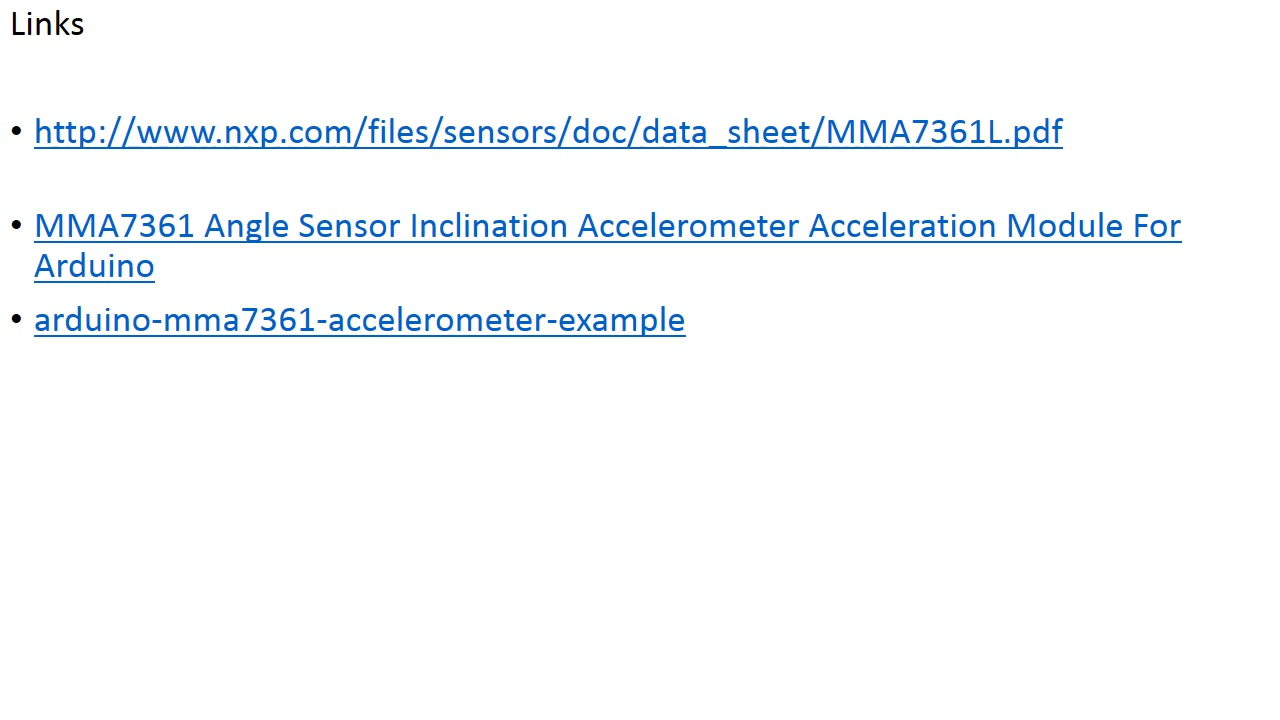 Links
• http://www.nxp.com/files/sensors/doc/data_sheet/MMA7361L.pdf
• MMA7361 Angle Sensor Inclination Accelerometer Acceleration Module For
Arduino
• arduino-mma7361-accelerometer-example